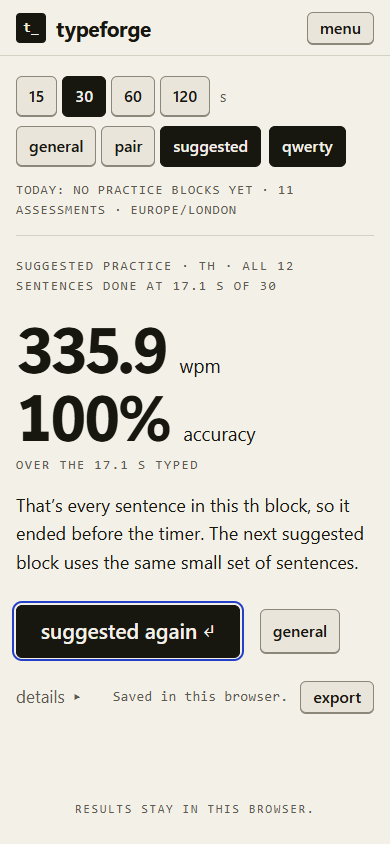 t_ typeforge menu
15 30 60 120 s
general pair suggested qwerty
TODAY: NO PRACTICE BLOCKS YET · 11
ASSESSMENTS · EUROPE/LONDON
SUGGESTED PRACTICE · TH · ALL 12
SENTENCES DONE AT 17.1 S OF 30
335.9 wpm
100% accuracy
OVER THE 17.1 S TYPED
That's every sentence in this th block, so it
ended before the timer. The next suggested
block uses the same small set of sentences.
suggested again ↵ general
details ▸ Saved in this browser. export
RESULTS STAY IN THIS BROWSER.